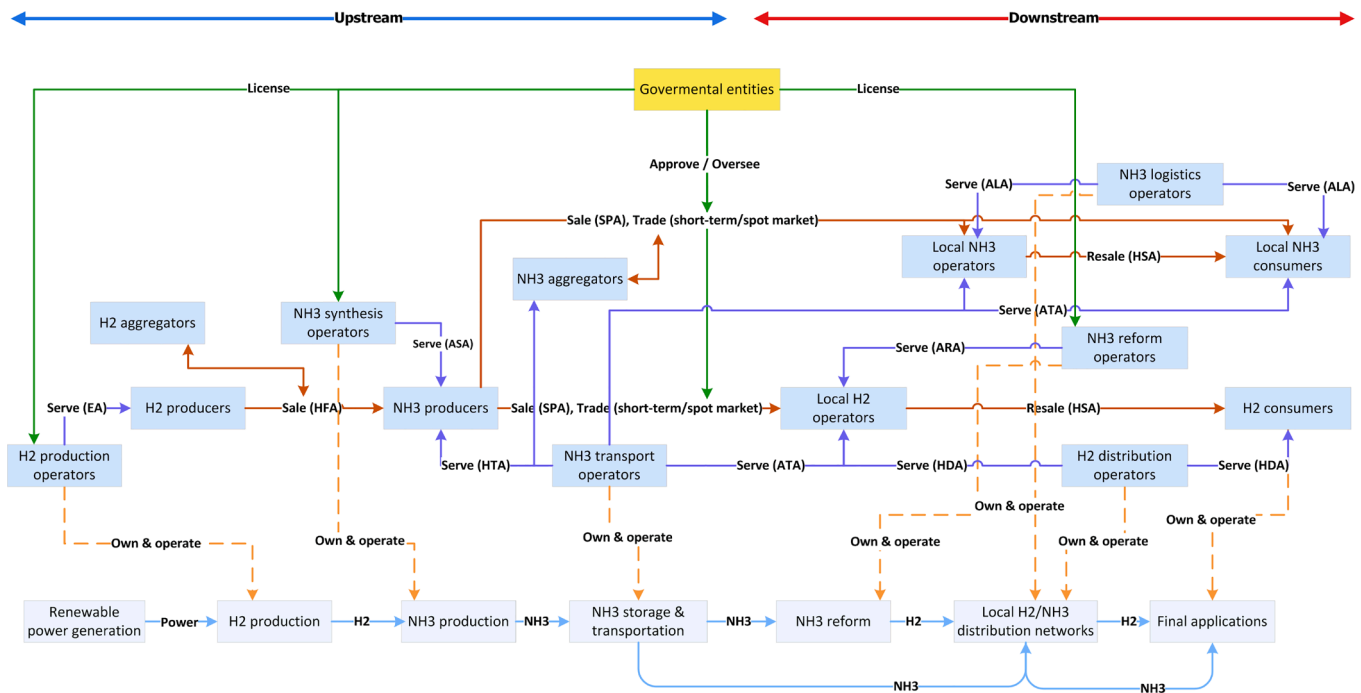 Upstream
Downstream
License
Govermental entities
License
Approve / Oversee
NH3 logistics
operators
Serve (ALA)
Serve (ALA)
Sale (SPA), Trade (short-term/spot market)
Local NH3
operators
Resale (HSA)
Local NH3
consumers
NH3 aggregators
H2 aggregators
NH3 synthesis
operators
Serve (ATA)
Serve (ASA)
Serve (ARA)
NH3 reform
operators
Serve (EA)
H2 producers
Sale (HFA)
NH3 producers
Sale (SPA), Trade (short-term/spot market)
Local H2
operators
Resale (HSA)
H2 consumers
H2 production
operators
Serve (HTA)
NH3 transport
operators
Serve (ATA)
Serve (HDA)
H2 distribution
operators
Serve (HDA)
Own & operate
Own & operate
Own & operate
Own & operate
Own & operate
Own & operate
Own & operate
Renewable
power generation
Power
H2 production
H2
NH3 production
NH3
NH3 storage &
transportation
NH3
NH3 reform
H2
Local H2/NH3
distribution networks
H2
Final applications
NH3
NH3